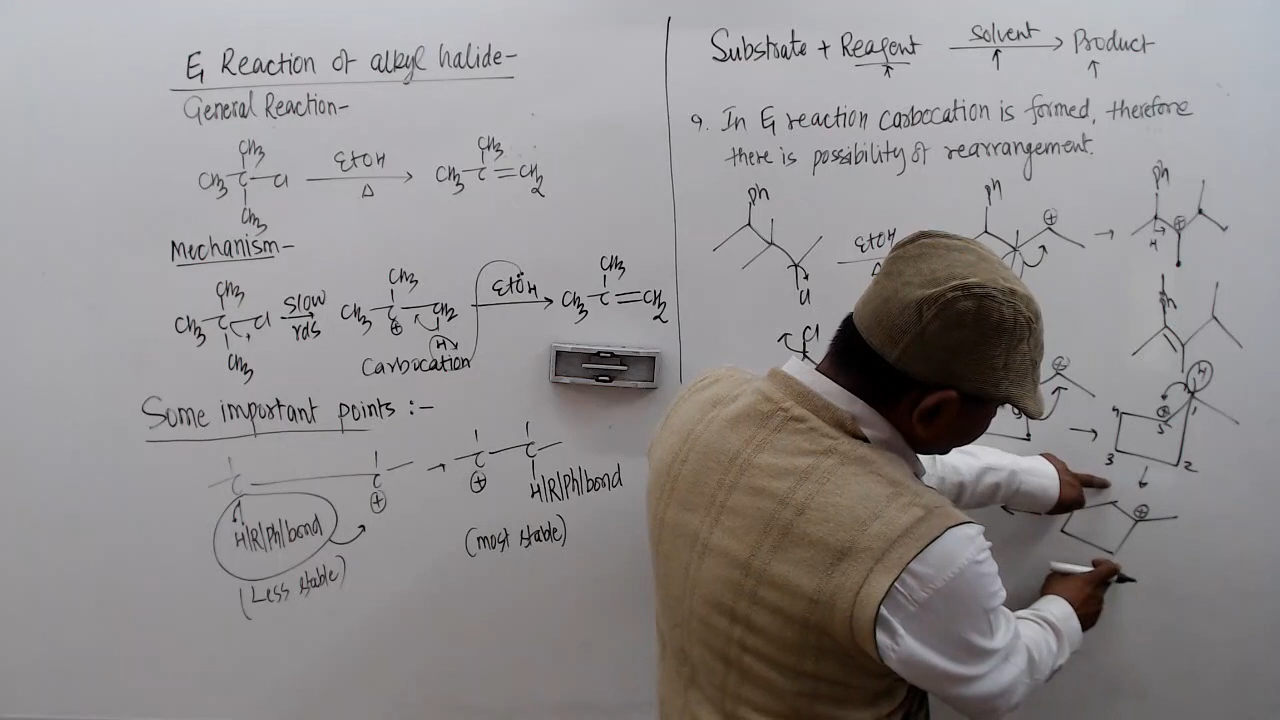 E1 Reaction of alkyl halide-
General Reaction-
CH3
CH3 C Cl EtOH Δ CH3 C = CH2
CH3
CH3
Mechanism-
CH3 CH3 CH3
CH3 C Cl slow rds CH3 C ⊕ CH2 H EtÖH CH3 C = CH2
CH3
Carbocation
Some important points :-
C C ⊕ → C ⊕ C
H|R|Ph|bond H|R|Ph|bond
(Less stable) (most stable)
Substrate + Reagent solvent Product
9. In E1 reaction carbocation is formed, therefore
there is possibility of rearrangement.
Ph Ph ⊕ → Ph
EtOH H ⊕
Cl
Ph
Cl
⊕ → 4 5 ⊕ 1 H
3 2
⊕